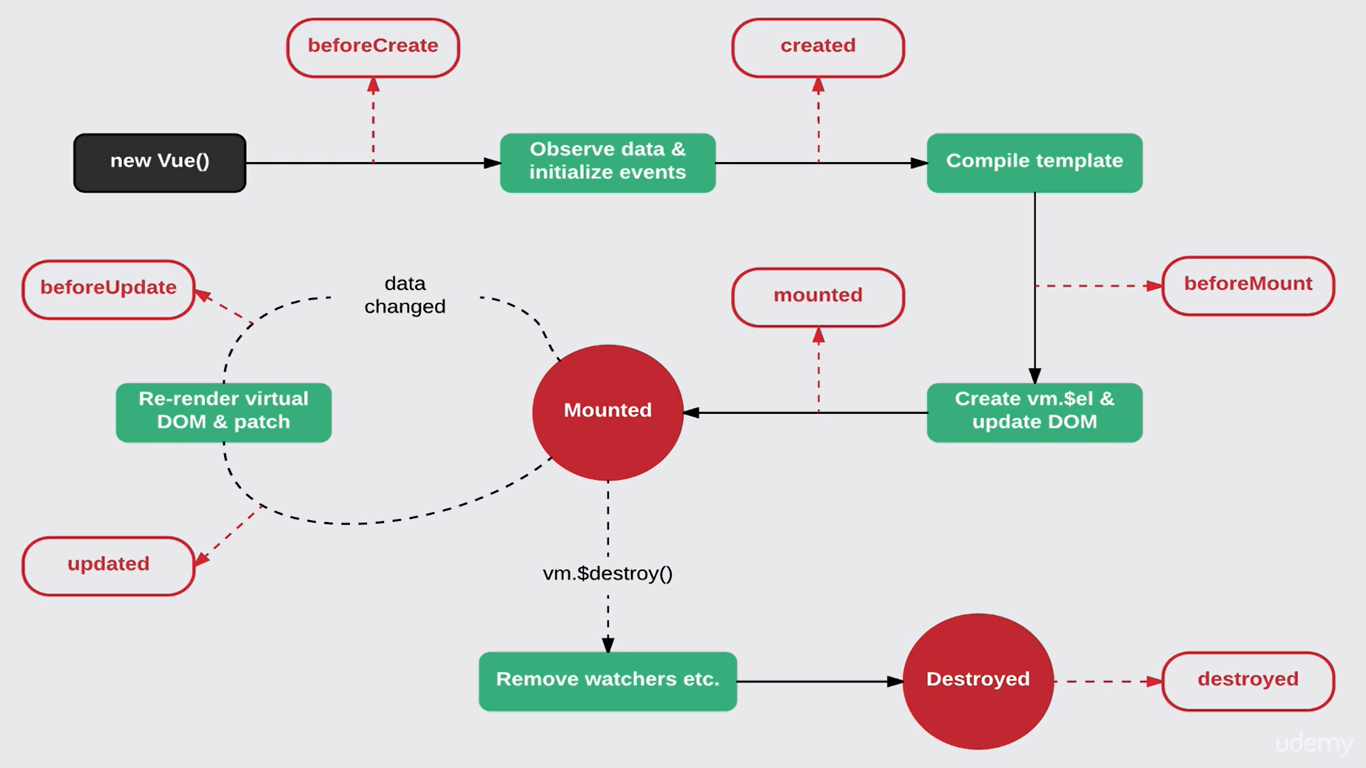 beforeCreate
created
new Vue()
Observe data &
initialize events
Compile template
beforeUpdate
data
changed
mounted
beforeMount
Re-render virtual
DOM & patch
Mounted
Create vm.$el &
update DOM
updated
vm.$destroy()
Remove watchers etc.
Destroyed
destroyed
udemy